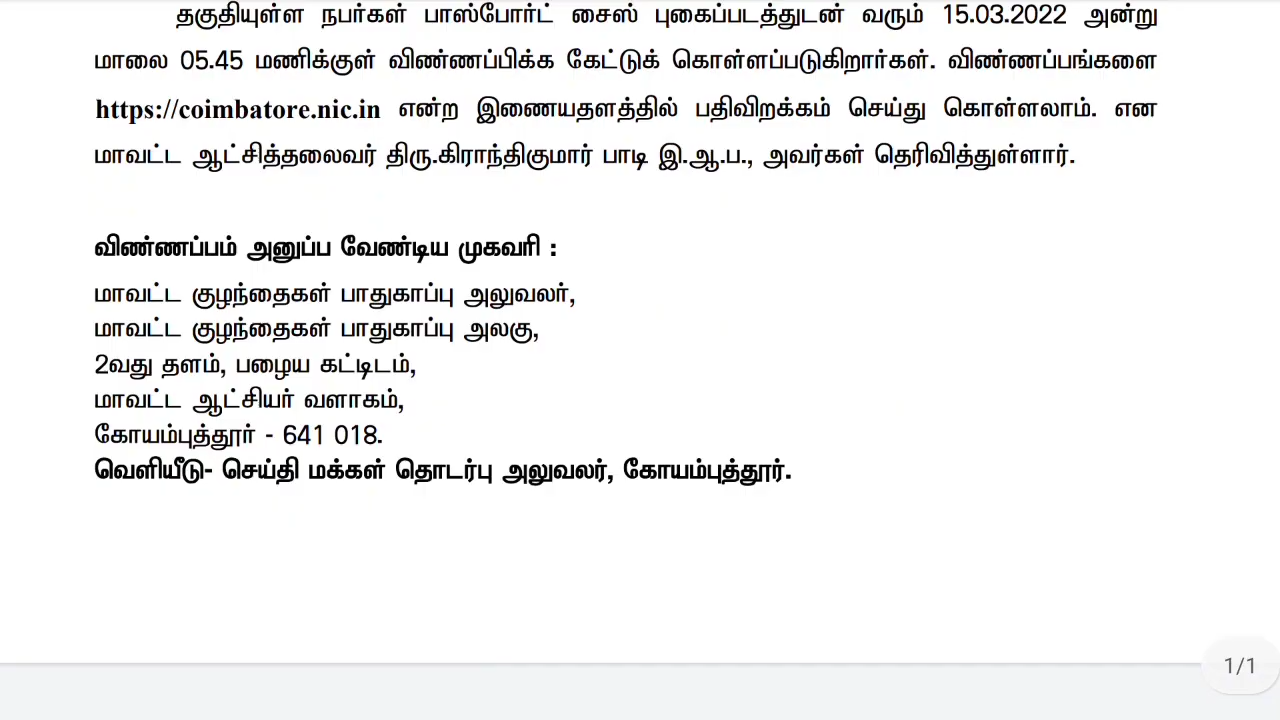 தகுதியுள்ள நபர்கள் பாஸ்போர்ட் சைஸ் புகைப்படத்துடன் வரும் 15.03.2022 அன்று
மாலை 05.45 மணிக்குள் விண்ணப்பிக்க கேட்டுக் கொள்ளப்படுகிறார்கள். விண்ணப்பங்களை
https://coimbatore.nic.in என்ற இணையதளத்தில் பதிவிறக்கம் செய்து கொள்ளலாம். என
மாவட்ட ஆட்சித்தலைவர் திரு.கிராந்திகுமார் பாடி இ.ஆ.ப., அவர்கள் தெரிவித்துள்ளார்.
விண்ணப்பம் அனுப்ப வேண்டிய முகவரி :
மாவட்ட குழந்தைகள் பாதுகாப்பு அலுவலர்,
மாவட்ட குழந்தைகள் பாதுகாப்பு அலகு,
2வது தளம், பழைய கட்டிடம்,
மாவட்ட ஆட்சியர் வளாகம்,
கோயம்புத்தூர் - 641 018.
வெளியீடு- செய்தி மக்கள் தொடர்பு அலுவலர், கோயம்புத்தூர்.
1/1